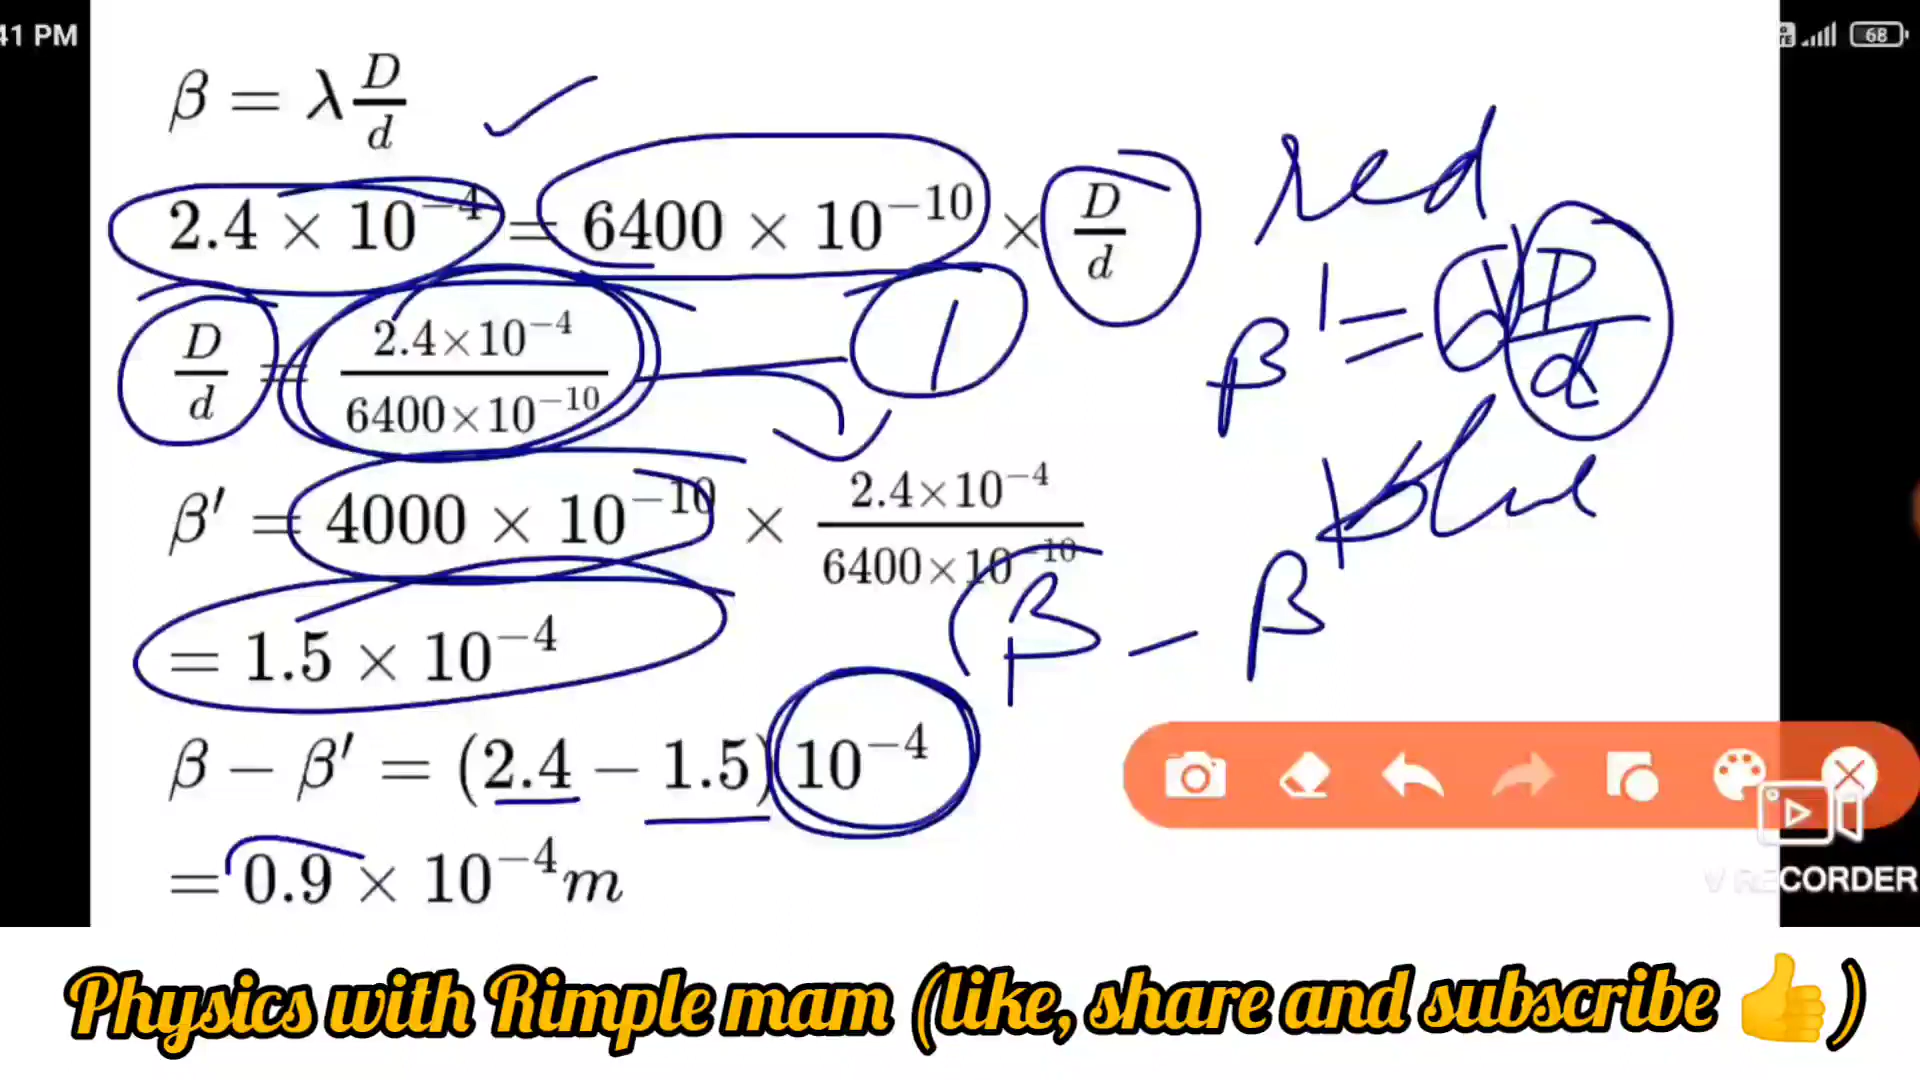 41 PM
68
β = λ D/d
2.4 × 10⁻⁴ = 6400 × 10⁻¹⁰ × D/d
red
D/d = 2.4×10⁻⁴/6400×10⁻¹⁰
1
β' = D/d
β' = 4000 × 10⁻¹⁰ × 2.4×10⁻⁴/6400×10⁻¹⁰
blue
= 1.5 × 10⁻⁴
β – β
β – β' = (2.4 – 1.5)10⁻⁴
= 0.9 × 10⁻⁴m
RECORDER
Physics with Rimple mam (like, share and subscribe 👍)